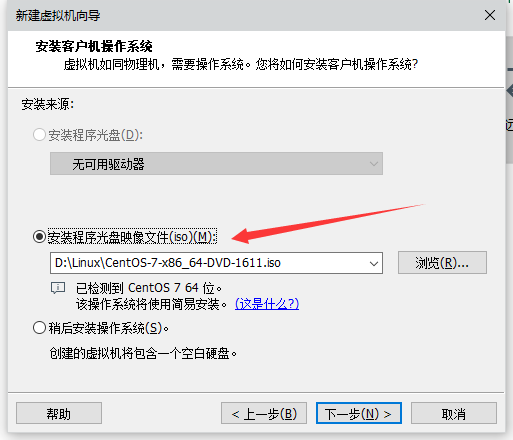 新建虚拟机向导
安装客户机操作系统
虚拟机如同物理机，需要操作系统。您将如何安装客户机操作系统?
安装来源:
安装程序光盘(D):
无可用驱动器
安装程序光盘映像文件(iso)(M):
D:\Linux\CentOS-7-x86_64-DVD-1611.iso
浏览(R)...
已检测到 CentOS 7 64 位。
该操作系统将使用简易安装。 (这是什么?)
稍后安装操作系统(S)。
创建的虚拟机将包含一个空白硬盘。
帮助
< 上一步(B)
下一步(N) >
取消